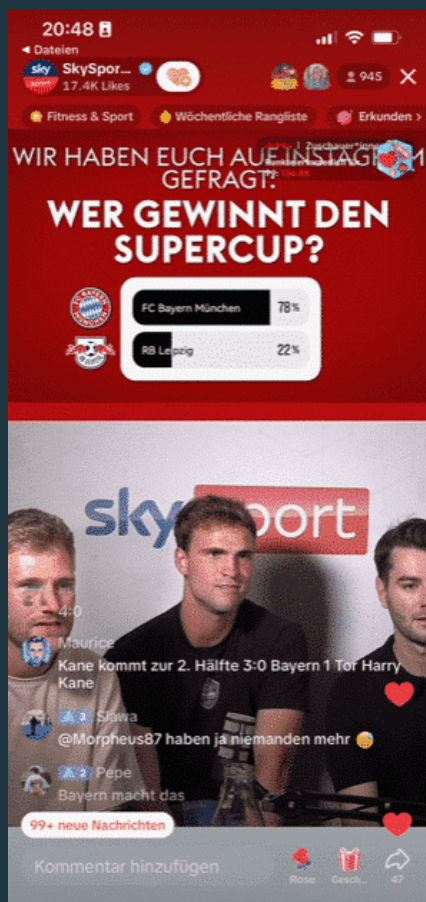 20:48
◀ Dateien
sky
sport
SkySpor...
17.4K Likes
945
Fitness & Sport
Wöchentliche Rangliste
Erkunden >
WIR HABEN EUCH AUF INSTAGRAM
GEFRAGT:
WER GEWINNT DEN
SUPERCUP?
FC Bayern München 78%
RB Leipzig 22%
sky sport
4:0
Maurice
Kane kommt zur 2. Hälfte 3:0 Bayern 1 Tor Harry
Kane
3 Slawa
@Morpheus87 haben ja niemanden mehr 😅
2 Pepe
Bayern macht das
99+ neue Nachrichten
Kommentar hinzufügen
Rose
Gesch...
47